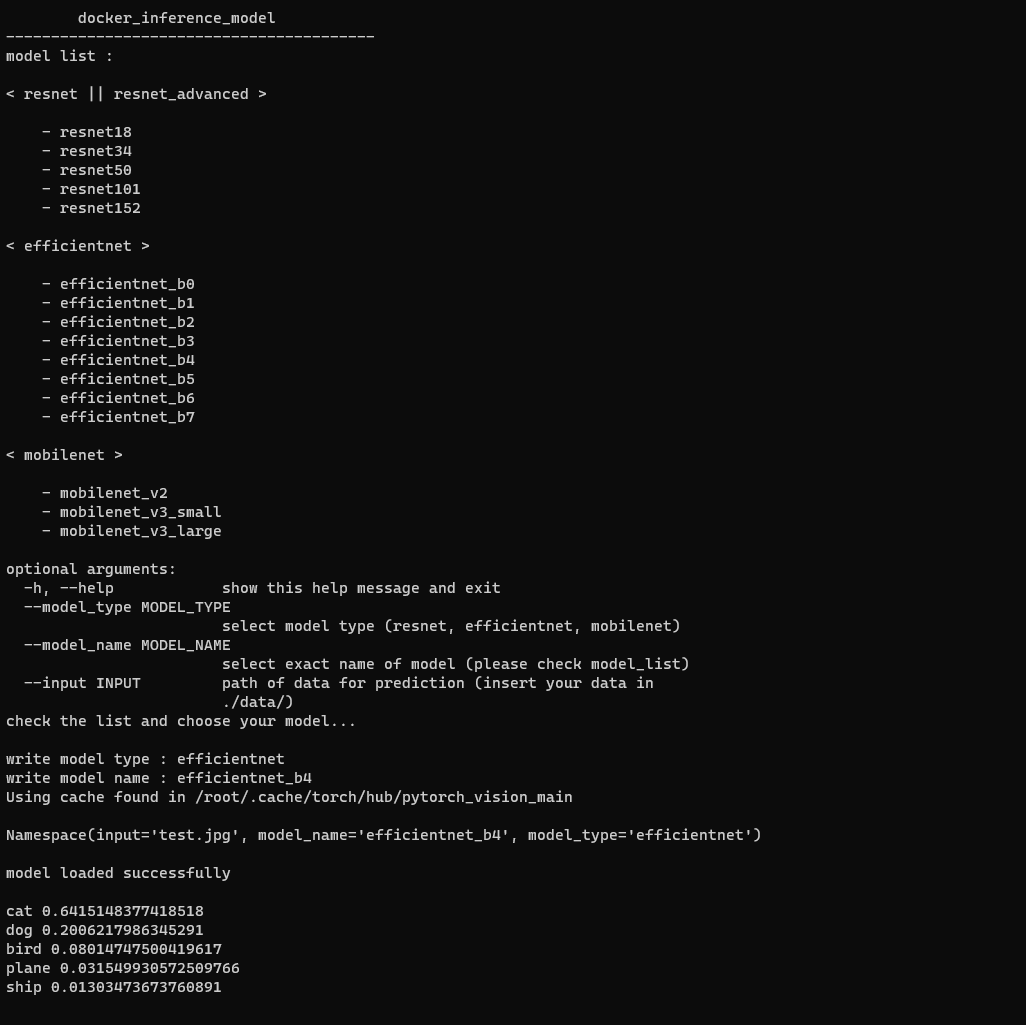 docker_inference_model
-----------------------------------------
model list :
< resnet || resnet_advanced >
- resnet18
- resnet34
- resnet50
- resnet101
- resnet152
< efficientnet >
- efficientnet_b0
- efficientnet_b1
- efficientnet_b2
- efficientnet_b3
- efficientnet_b4
- efficientnet_b5
- efficientnet_b6
- efficientnet_b7
< mobilenet >
- mobilenet_v2
- mobilenet_v3_small
- mobilenet_v3_large
optional arguments:
-h, --help            show this help message and exit
--model_type MODEL_TYPE
select model type (resnet, efficientnet, mobilenet)
--model_name MODEL_NAME
select exact name of model (please check model_list)
--input INPUT         path of data for prediction (insert your data in
./data/)
check the list and choose your model...
write model type : efficientnet
write model name : efficientnet_b4
Using cache found in /root/.cache/torch/hub/pytorch_vision_main
Namespace(input='test.jpg', model_name='efficientnet_b4', model_type='efficientnet')
model loaded successfully
cat 0.6415148377418518
dog 0.2006217986345291
bird 0.08014747500419617
plane 0.031549930572509766
ship 0.01303473673760891